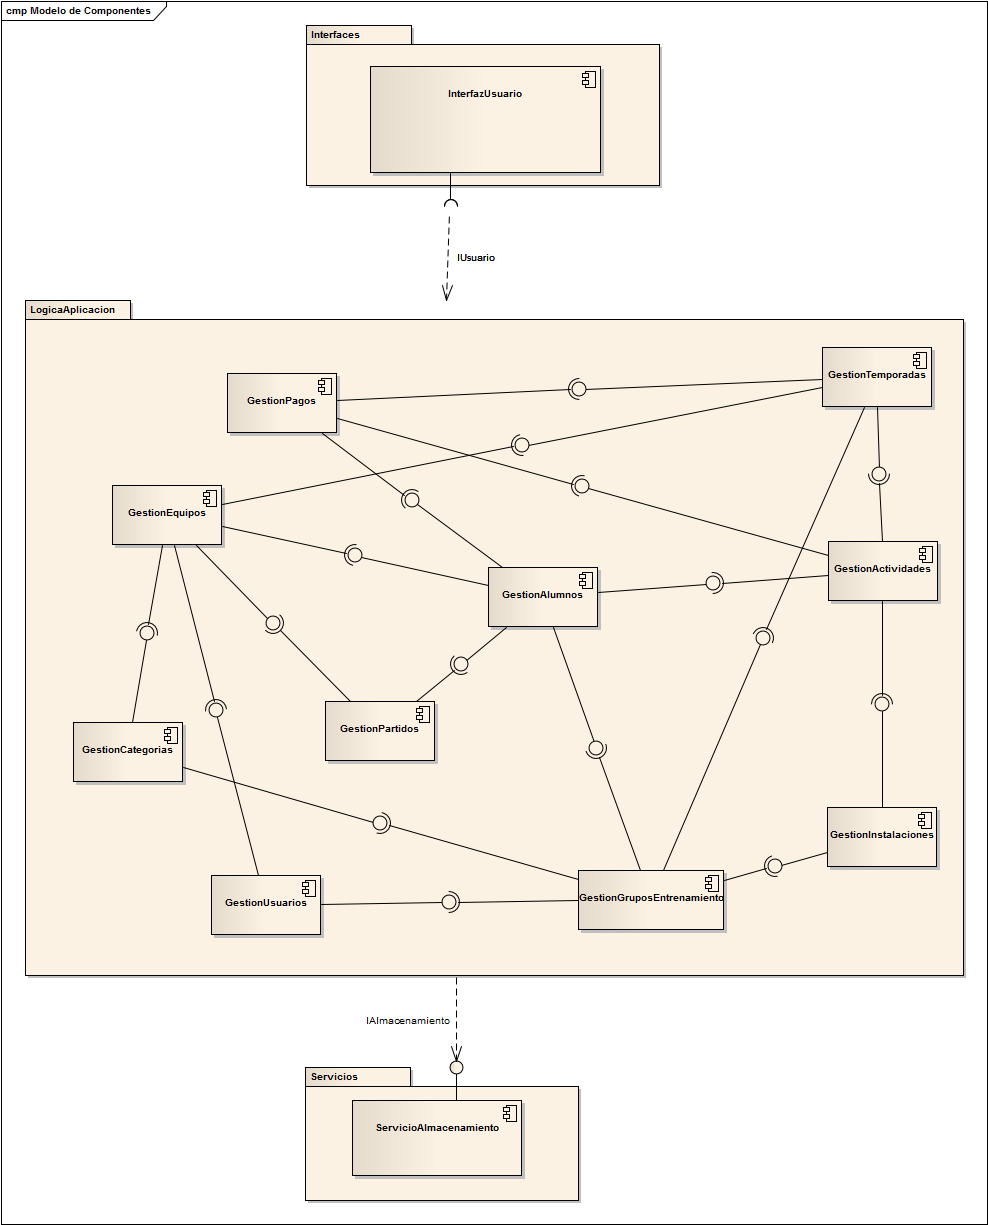 cmp Modelo de Componentes
Interfaces
InterfazUsuario
IUsuario
LogicaAplicacion
GestionTemporadas
GestionPagos
GestionEquipos
GestionActividades
GestionAlumnos
GestionPartidos
GestionCategorias
GestionInstalaciones
GestionGruposEntrenamiento
GestionUsuarios
IAlmacenamiento
Servicios
ServicioAlmacenamiento